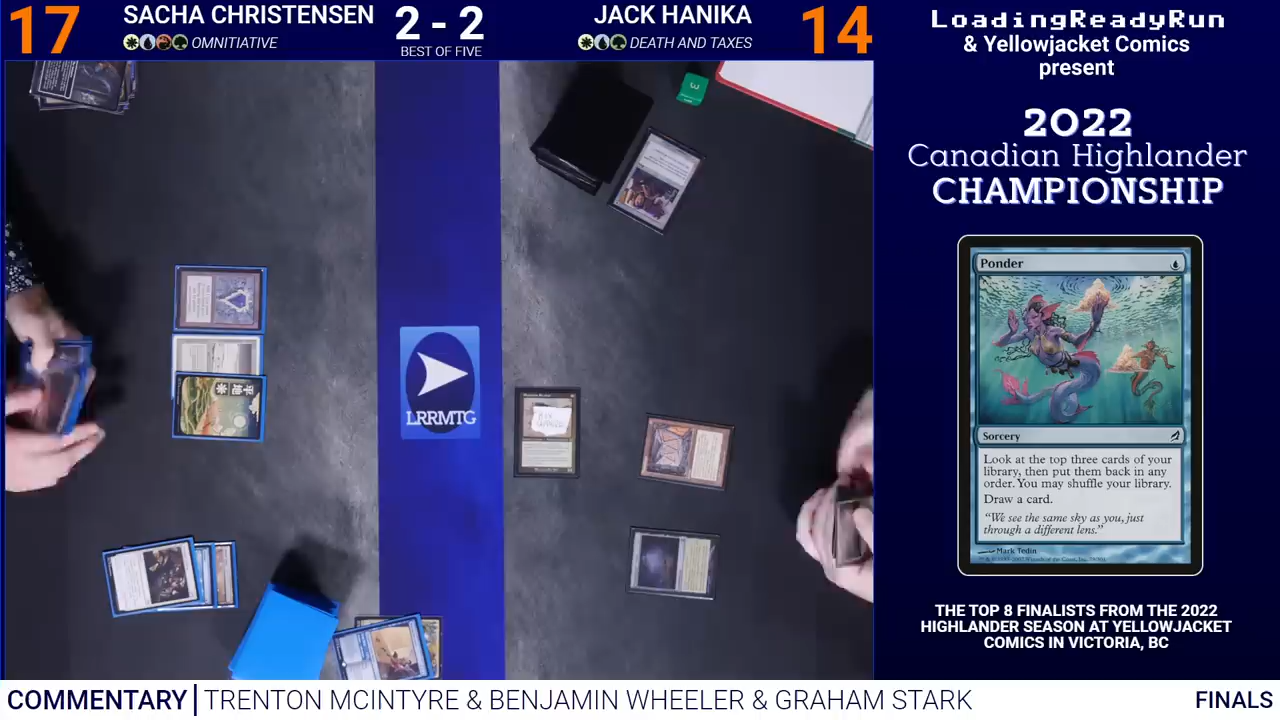 17
SACHA CHRISTENSEN
OMNITIATIVE
2 - 2
BEST OF FIVE
JACK HANIKA
DEATH AND TAXES
14
LoadingReadyRun
& Yellowjacket Comics
present
2022
Canadian Highlander
CHAMPIONSHIP
Ponder
Sorcery
Look at the top three cards of your
library, then put them back in any
order. You may shuffle your library.
Draw a card.
"We see the same sky as you, just
through a different lens."
Mark Tedin
THE TOP 8 FINALISTS FROM THE 2022
HIGHLANDER SEASON AT YELLOWJACKET
COMICS IN VICTORIA, BC
LRRMTG
3
COMMENTARY | TRENTON MCINTYRE & BENJAMIN WHEELER & GRAHAM STARK
FINALS